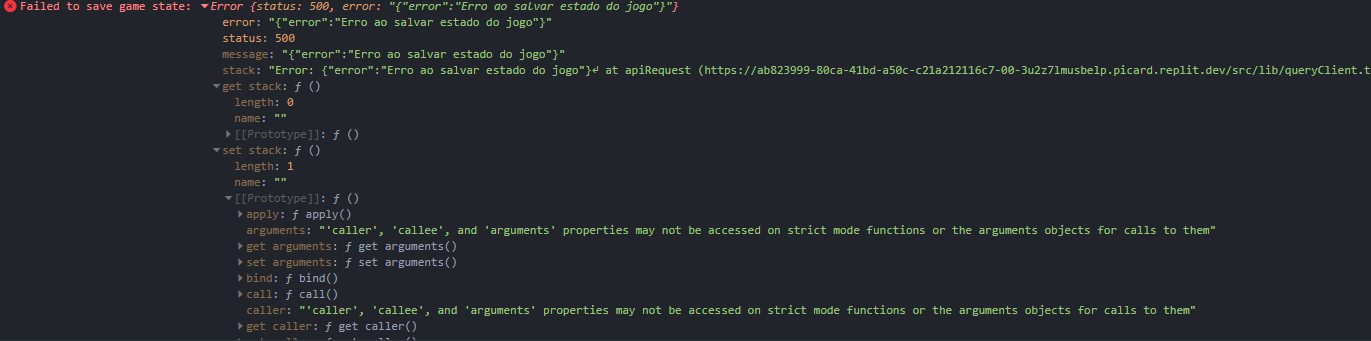 Failed to save game state: ▼Error {status: 500, error: "{"error":"Erro ao salvar estado do jogo"}"}
error: "{"error":"Erro ao salvar estado do jogo"}"
status: 500
message: "{"error":"Erro ao salvar estado do jogo"}"
stack: "Error: {"error":"Erro ao salvar estado do jogo"}↵ at apiRequest (https://ab823999-80ca-41bd-a50c-c21a212116c7-00-3u2z7lmusbelp.picard.replit.dev/src/lib/queryClient.t
▼get stack: ƒ ()
length: 0
name: ""
▶[[Prototype]]: ƒ ()
▼set stack: ƒ ()
length: 1
name: ""
▼[[Prototype]]: ƒ ()
▶apply: ƒ apply()
arguments: "'caller', 'callee', and 'arguments' properties may not be accessed on strict mode functions or the arguments objects for calls to them"
▶get arguments: ƒ get arguments()
▶set arguments: ƒ set arguments()
▶bind: ƒ bind()
▶call: ƒ call()
caller: "'caller', 'callee', and 'arguments' properties may not be accessed on strict mode functions or the arguments objects for calls to them"
▶get caller: ƒ get caller()